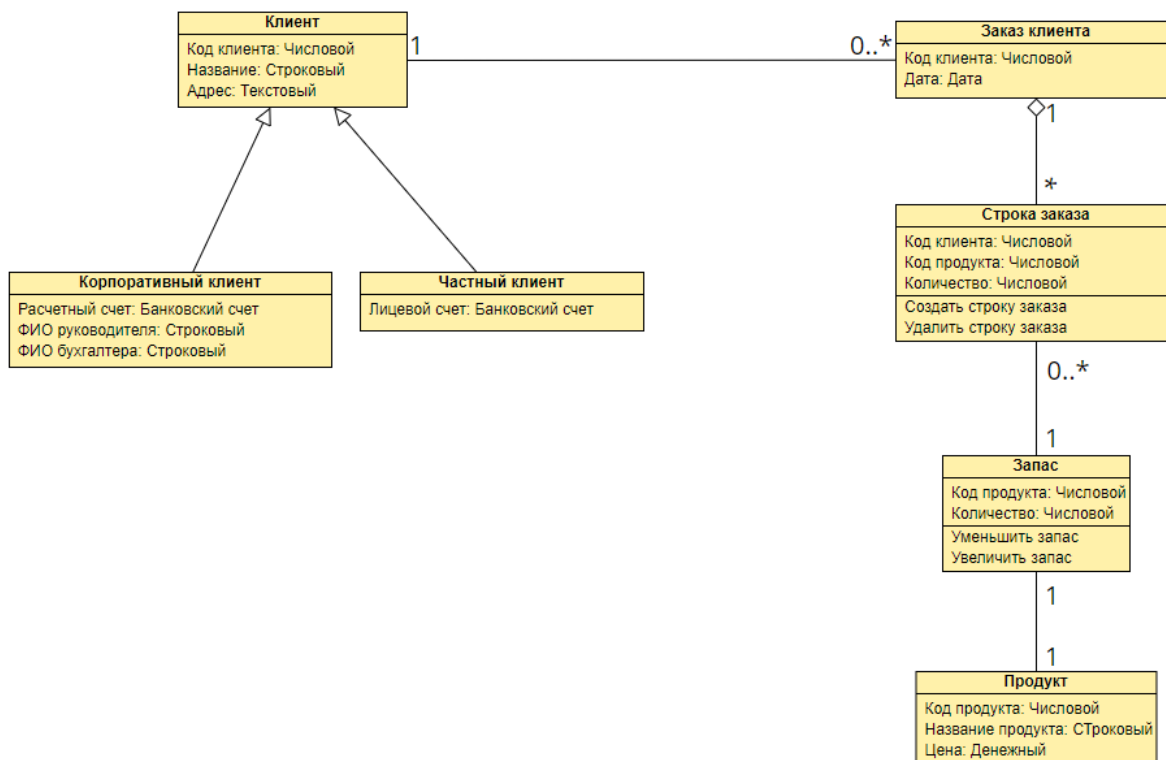 Клиент
Код клиента: Числовой
Название: Строковый
Адрес: Текстовый
1
0..*
Заказ клиента
Код клиента: Числовой
Дата: Дата
1
*
Строка заказа
Код клиента: Числовой
Код продукта: Числовой
Количество: Числовой
Создать строку заказа
Удалить строку заказа
Корпоративный клиент
Расчетный счет: Банковский счет
ФИО руководителя: Строковый
ФИО бухгалтера: Строковый
Частный клиент
Лицевой счет: Банковский счет
0..*
1
Запас
Код продукта: Числовой
Количество: Числовой
Уменьшить запас
Увеличить запас
1
1
Продукт
Код продукта: Числовой
Название продукта: СТроковый
Цена: Денежный